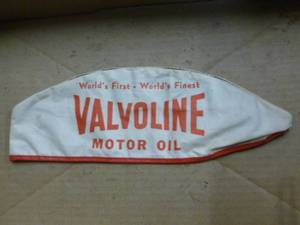 World's First - World's Finest
VALVOLINE
MOTOR OIL